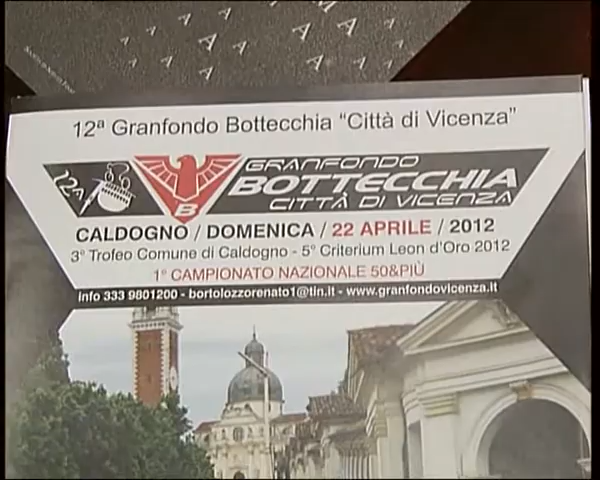 12ª Granfondo Bottecchia "Città di Vicenza"
12A
B
GRANFONDO
BOTTECCHIA
CITTÀ DI VICENZA
CALDOGNO / DOMENICA / 22 APRILE / 2012
3° Trofeo Comune di Caldogno - 5° Criterium Leon d'Oro 2012
1° CAMPIONATO NAZIONALE 50&PIÙ
info 333 9801200 - bortolozzorenato1@tin.it - www.granfondovicenza.it